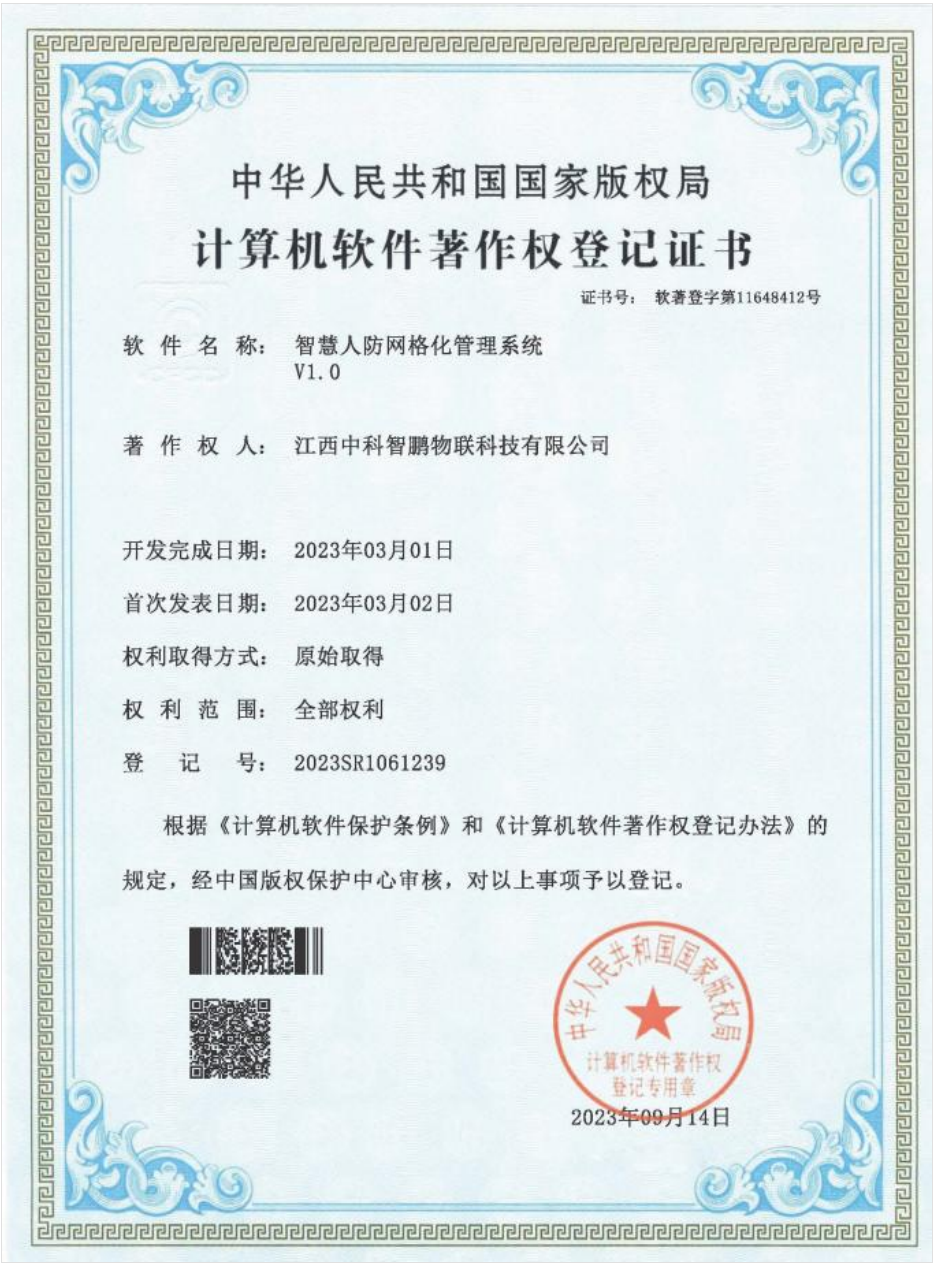 中华人民共和国国家版权局
计算机软件著作权登记证书
证书号： 软著登字第11648412号
软件名称： 智慧人防网格化管理系统
V1.0
著作权人： 江西中科智鹏物联科技有限公司
开发完成日期： 2023年03月01日
首次发表日期： 2023年03月02日
权利取得方式： 原始取得
权利范围： 全部权利
登记号： 2023SR1061239
根据《计算机软件保护条例》和《计算机软件著作权登记办法》的
规定，经中国版权保护中心审核，对以上事项予以登记。
中华人民共和国国家版权局
计算机软件著作权
登记专用章
2023年09月14日